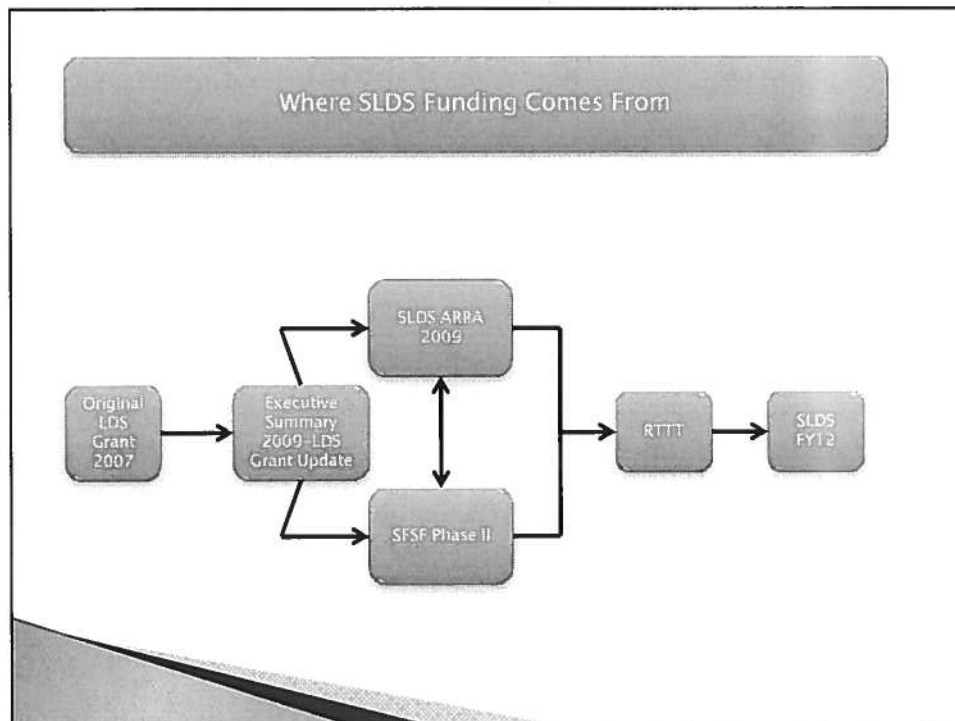 Where SLDS Funding Comes From
SLDS ARRA
2009
Original
LDS
Grant
2007
Executive
Summary
2009-LDS
Grant Update
RTTT
SLDS
FY12
SFSF Phase II